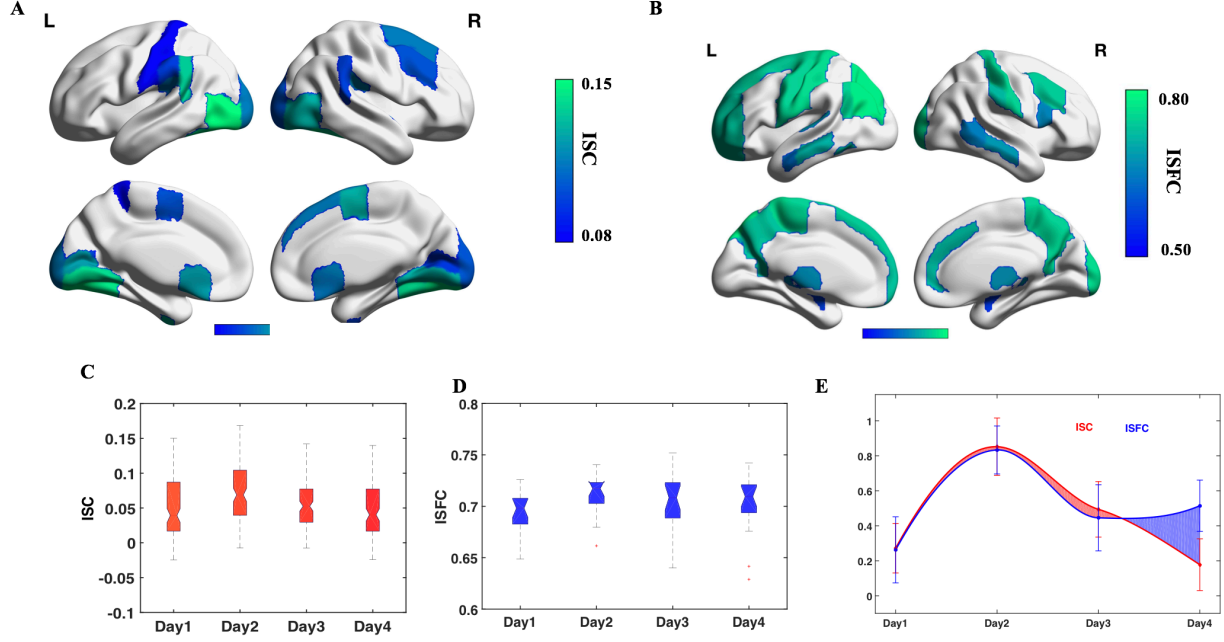 A
L
R
0.15
ISC
0.08
B
L
R
0.80
ISFC
0.50
C
0.2
0.15
0.1
0.05
0
-0.05
-0.1
ISC
Day1 Day2 Day3 Day4
D
0.8
0.75
0.7
0.65
0.6
ISFC
Day1 Day2 Day3 Day4
E
1
0.8
0.6
0.4
0.2
0
ISC ISFC
Day1 Day2 Day3 Day4